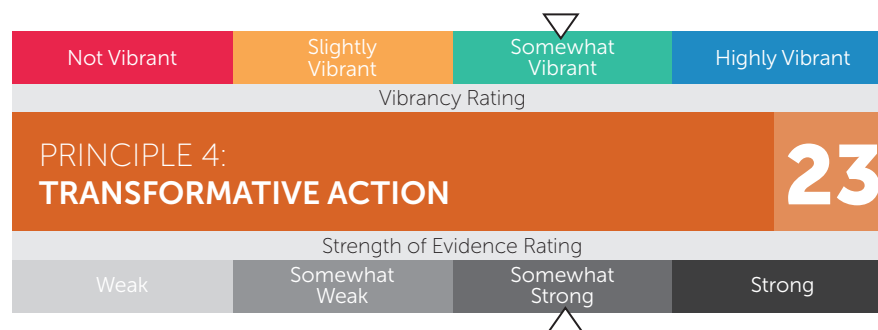 Not Vibrant
Slightly
Vibrant
Somewhat
Vibrant
Highly Vibrant
Vibrancy Rating
PRINCIPLE 4:
TRANSFORMATIVE ACTION
23
Strength of Evidence Rating
Weak
Somewhat
Weak
Somewhat
Strong
Strong